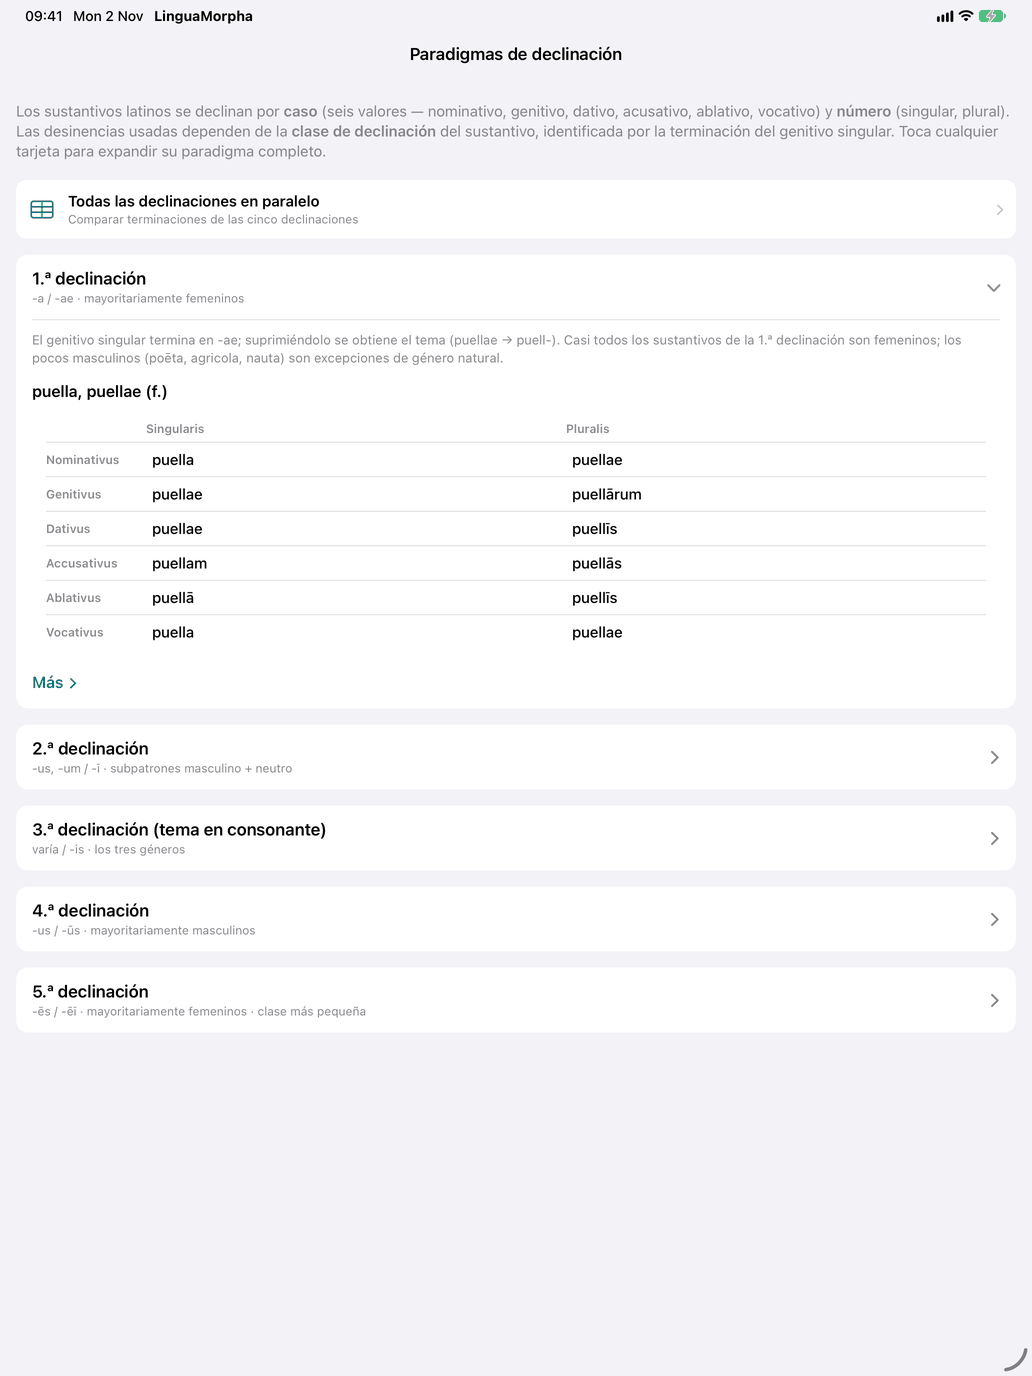 09:41 Mon 2 Nov LinguaMorpha
Paradigmas de declinación
Los sustantivos latinos se declinan por caso (seis valores — nominativo, genitivo, dativo, acusativo, ablativo, vocativo) y número (singular, plural).
Las desinencias usadas dependen de la clase de declinación del sustantivo, identificada por la terminación del genitivo singular. Toca cualquier
tarjeta para expandir su paradigma completo.
Todas las declinaciones en paralelo
Comparar terminaciones de las cinco declinaciones
1.ª declinación
-a / -ae · mayoritariamente femeninos
El genitivo singular termina en -ae; suprimiéndolo se obtiene el tema (puellae → puell-). Casi todos los sustantivos de la 1.ª declinación son femeninos; los
pocos masculinos (poēta, agricola, nauta) son excepciones de género natural.
puella, puellae (f.)
Singularis Pluralis
Nominativus puella puellae
Genitivus puellae puellārum
Dativus puellae puellīs
Accusativus puellam puellās
Ablativus puellā puellīs
Vocativus puella puellae
Más
2.ª declinación
-us, -um / -ī · subpatrones masculino + neutro
3.ª declinación (tema en consonante)
varía / -is · los tres géneros
4.ª declinación
-us / -ūs · mayoritariamente masculinos
5.ª declinación
-ēs / -ēī · mayoritariamente femeninos · clase más pequeña